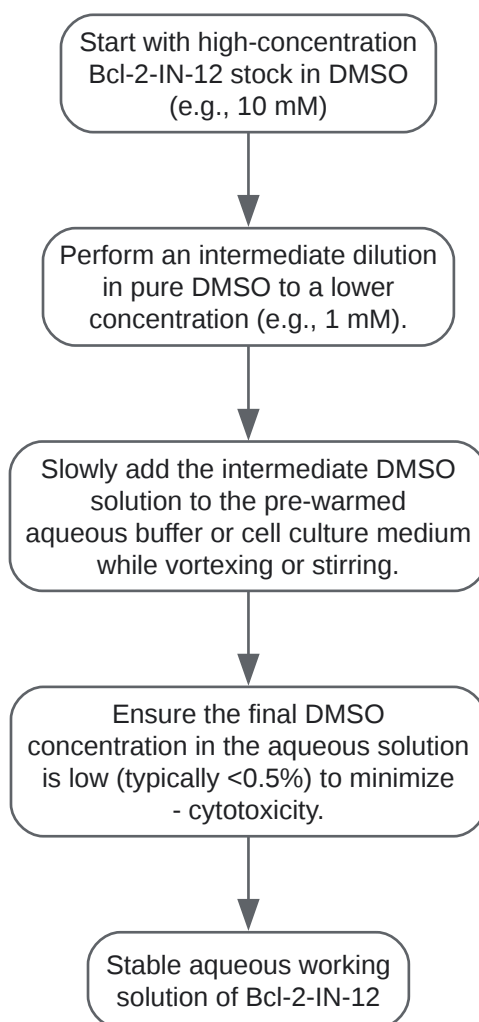 Start with high-concentration
Bcl-2-IN-12 stock in DMSO
(e.g., 10 mM)
Perform an intermediate dilution
in pure DMSO to a lower
concentration (e.g., 1 mM).
Slowly add the intermediate DMSO
solution to the pre-warmed
aqueous buffer or cell culture medium
while vortexing or stirring.
Ensure the final DMSO
concentration in the aqueous solution
is low (typically <0.5%) to minimize
- cytotoxicity.
Stable aqueous working
solution of Bcl-2-IN-12